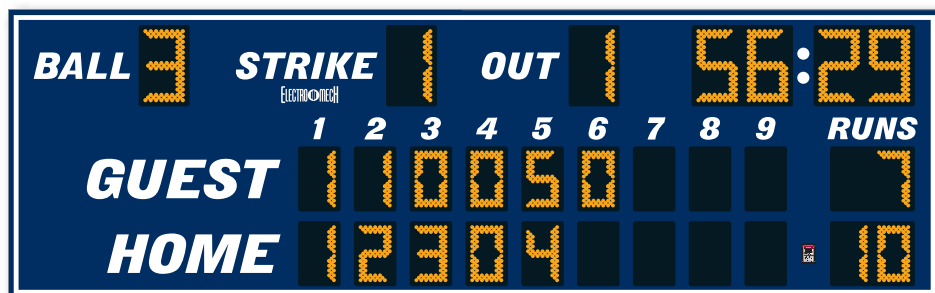 BALL 3 STRIKE 1 OUT 1 56:29
ELECTRO-MECH
1 2 3 4 5 6 7 8 9 RUNS
GUEST 1 1 0 0 5 0 7
HOME 1 2 3 0 4 10